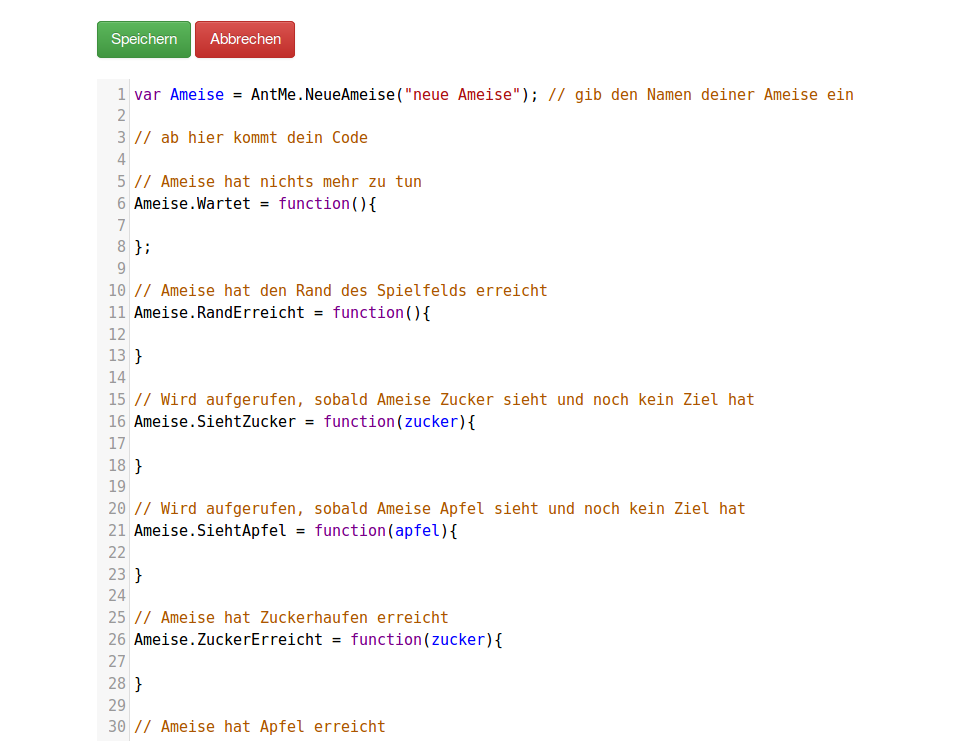 Speichern Abbrechen
1 var Ameise = AntMe.NeueAmeise("neue Ameise"); // gib den Namen deiner Ameise ein
2
3 // ab hier kommt dein Code
4
5 // Ameise hat nichts mehr zu tun
6 Ameise.Wartet = function(){
7
8 };
9
10 // Ameise hat den Rand des Spielfelds erreicht
11 Ameise.RandErreicht = function(){
12
13 }
14
15 // Wird aufgerufen, sobald Ameise Zucker sieht und noch kein Ziel hat
16 Ameise.SiehtZucker = function(zucker){
17
18 }
19
20 // Wird aufgerufen, sobald Ameise Apfel sieht und noch kein Ziel hat
21 Ameise.SiehtApfel = function(apfel){
22
23 }
24
25 // Ameise hat Zuckerhaufen erreicht
26 Ameise.ZuckerErreicht = function(zucker){
27
28 }
29
30 // Ameise hat Apfel erreicht